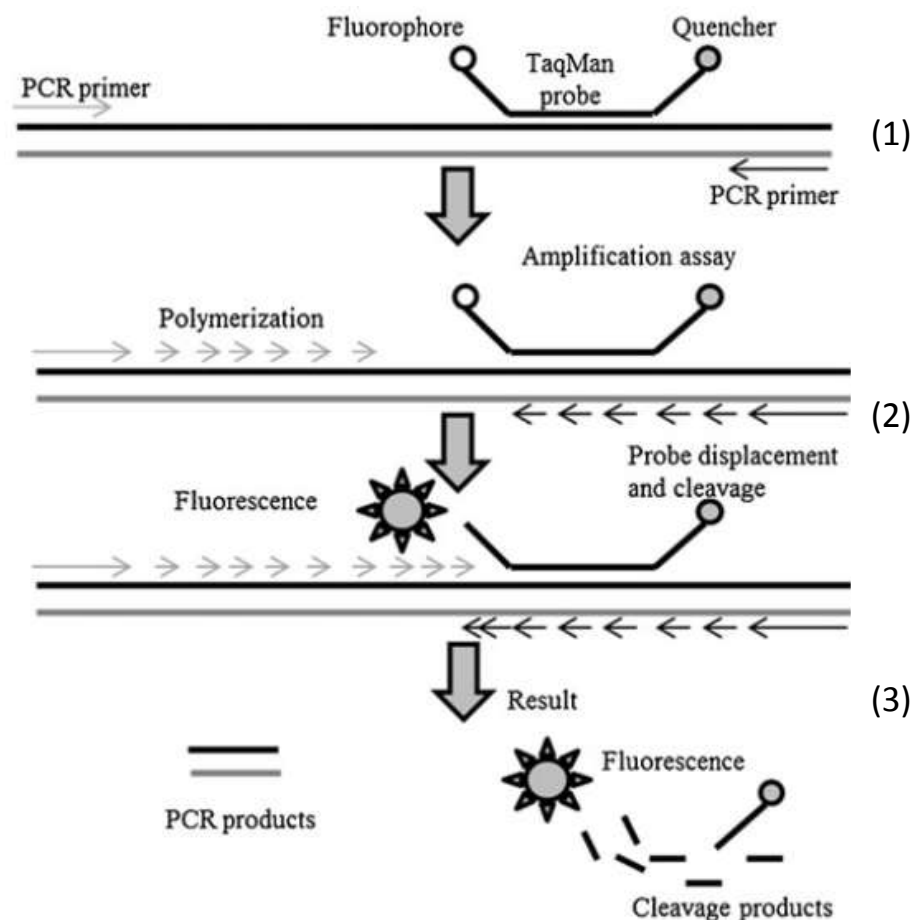 Fluorophore
Quencher
TaqMan
probe
PCR primer
(1)
PCR primer
Amplification assay
Polymerization
(2)
Probe displacement
and cleavage
Fluorescence
(3)
Result
Fluorescence
PCR products
Cleavage products